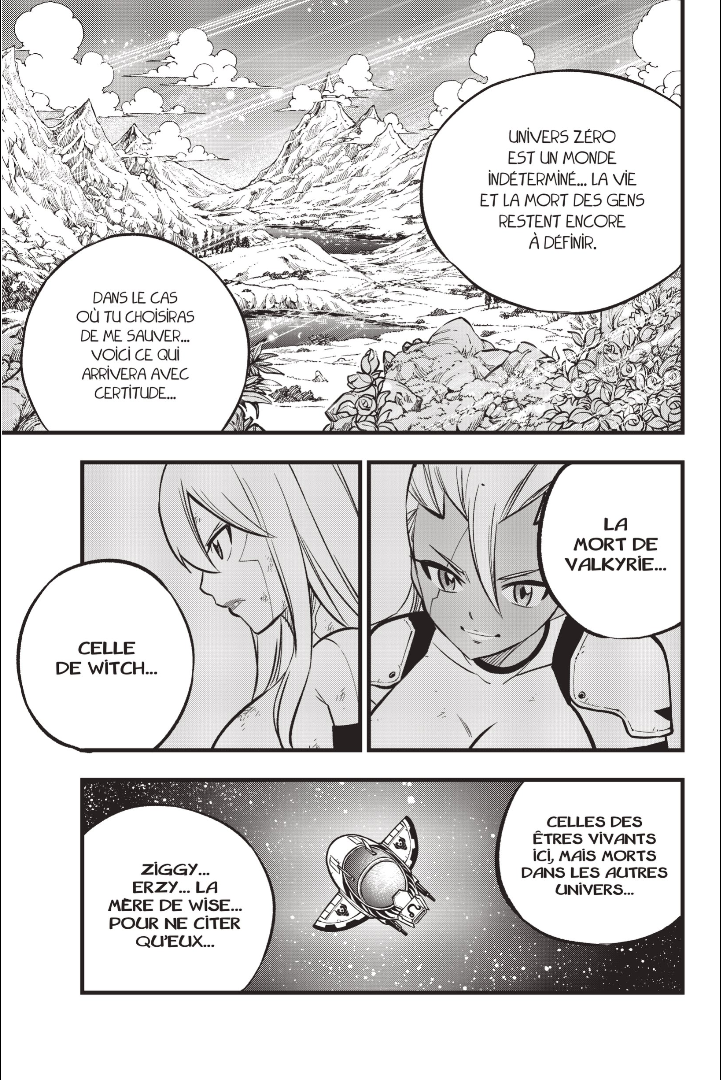 UNIVERS ZÉRO
EST UN MONDE
INDÉTERMINÉ... LA VIE
ET LA MORT DES GENS
RESTENT ENCORE
À DÉFINIR.
DANS LE CAS
OÙ TU CHOISIRAS
DE ME SAUVER...
VOICI CE QUI
ARRIVERA AVEC
CERTITUDE...
LA
MORT DE
VALKYRIE...
CELLE
DE WITCH...
CELLES DES
ÊTRES VIVANTS
ICI, MAIS MORTS
DANS LES AUTRES
UNIVERS...
ZIGGY...
ERZY... LA
MÈRE DE WISE...
POUR NE CITER
QU'EUX...